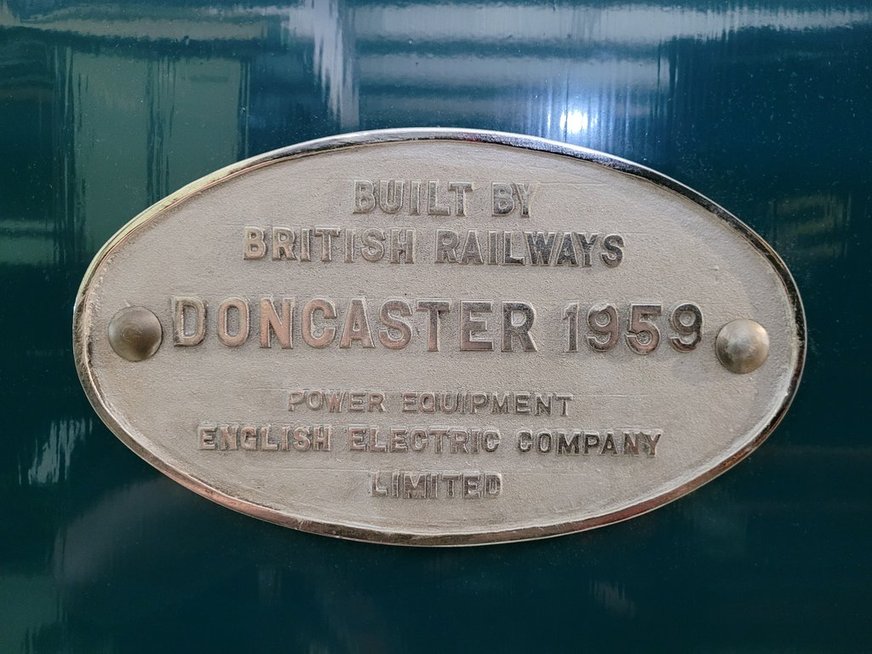 BUILT BY
BRITISH RAILWAYS
DONCASTER 1959
POWER EQUIPMENT
ENGLISH ELECTRIC COMPANY
LIMITED